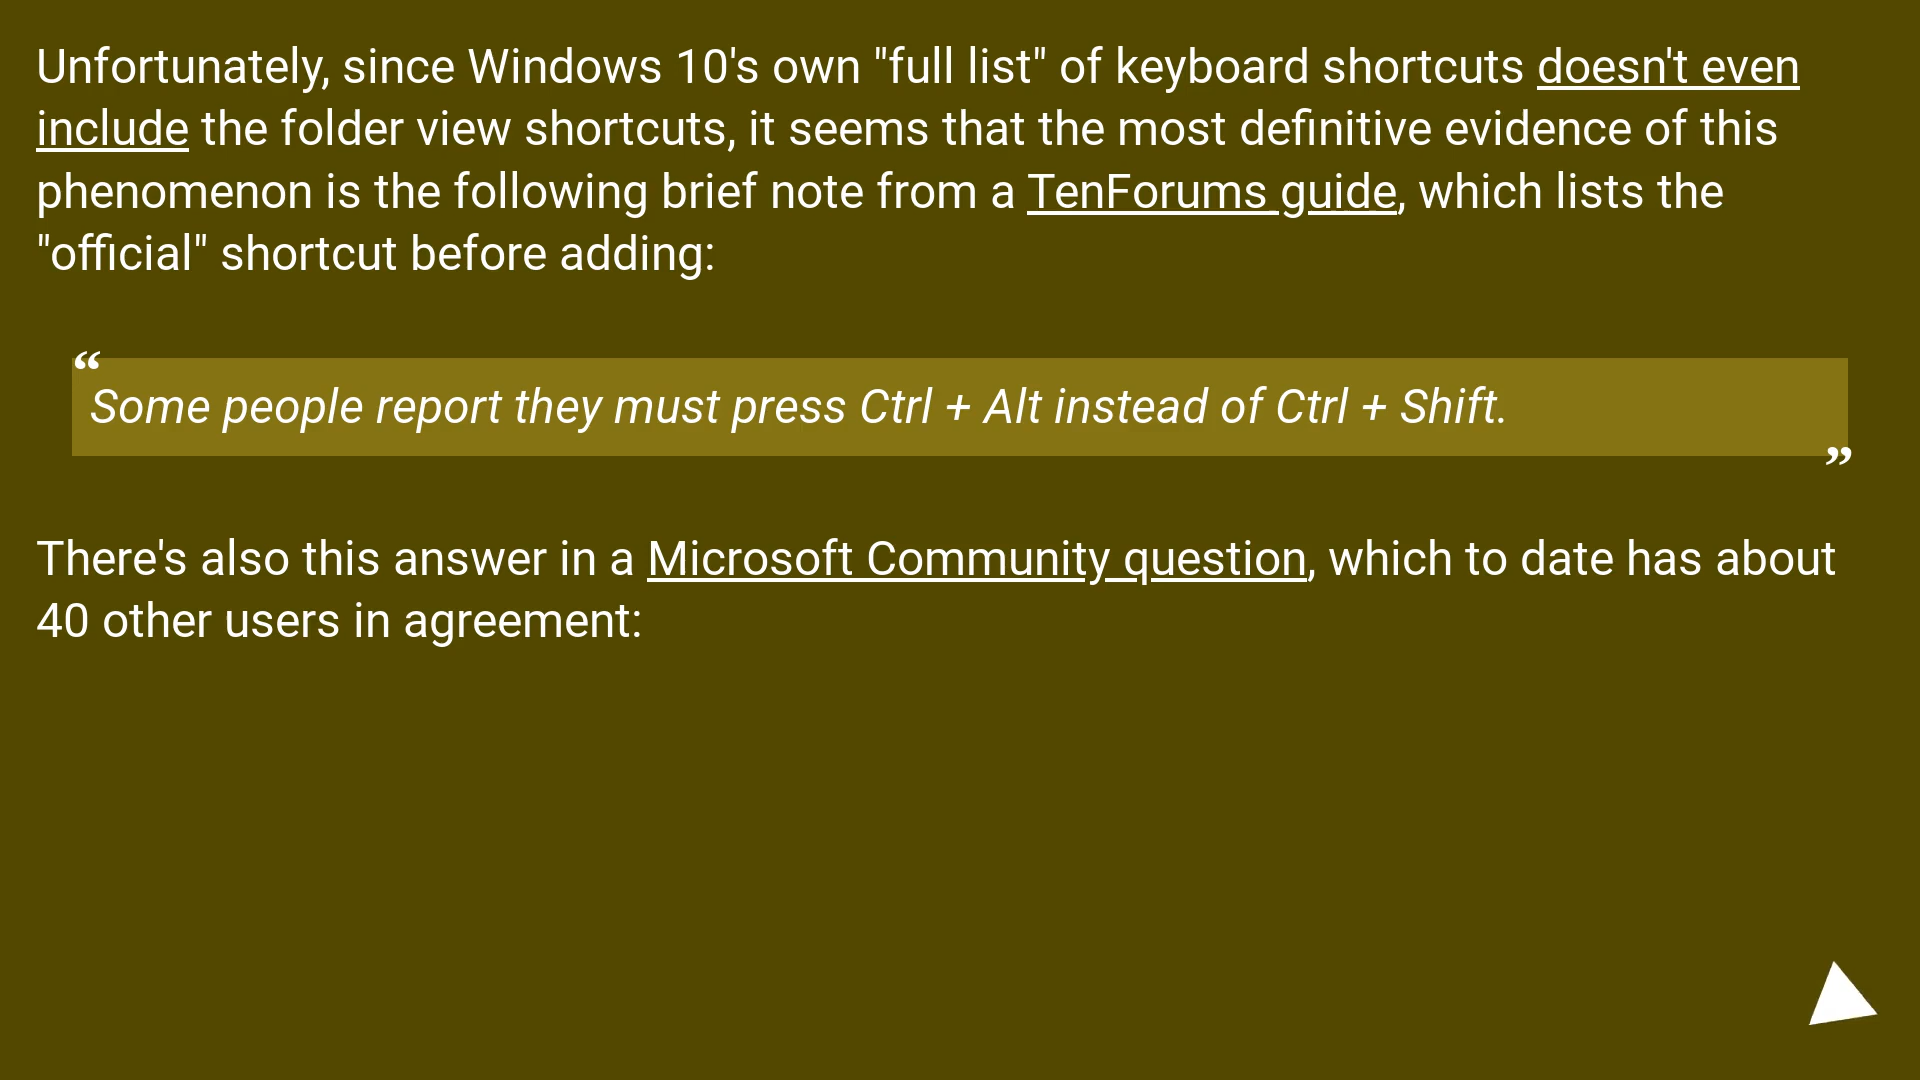 Unfortunately, since Windows 10's own "full list" of keyboard shortcuts doesn't even
include the folder view shortcuts, it seems that the most definitive evidence of this
phenomenon is the following brief note from a TenForums guide, which lists the
"official" shortcut before adding:
“
Some people report they must press Ctrl + Alt instead of Ctrl + Shift.
”
There's also this answer in a Microsoft Community question, which to date has about
40 other users in agreement: